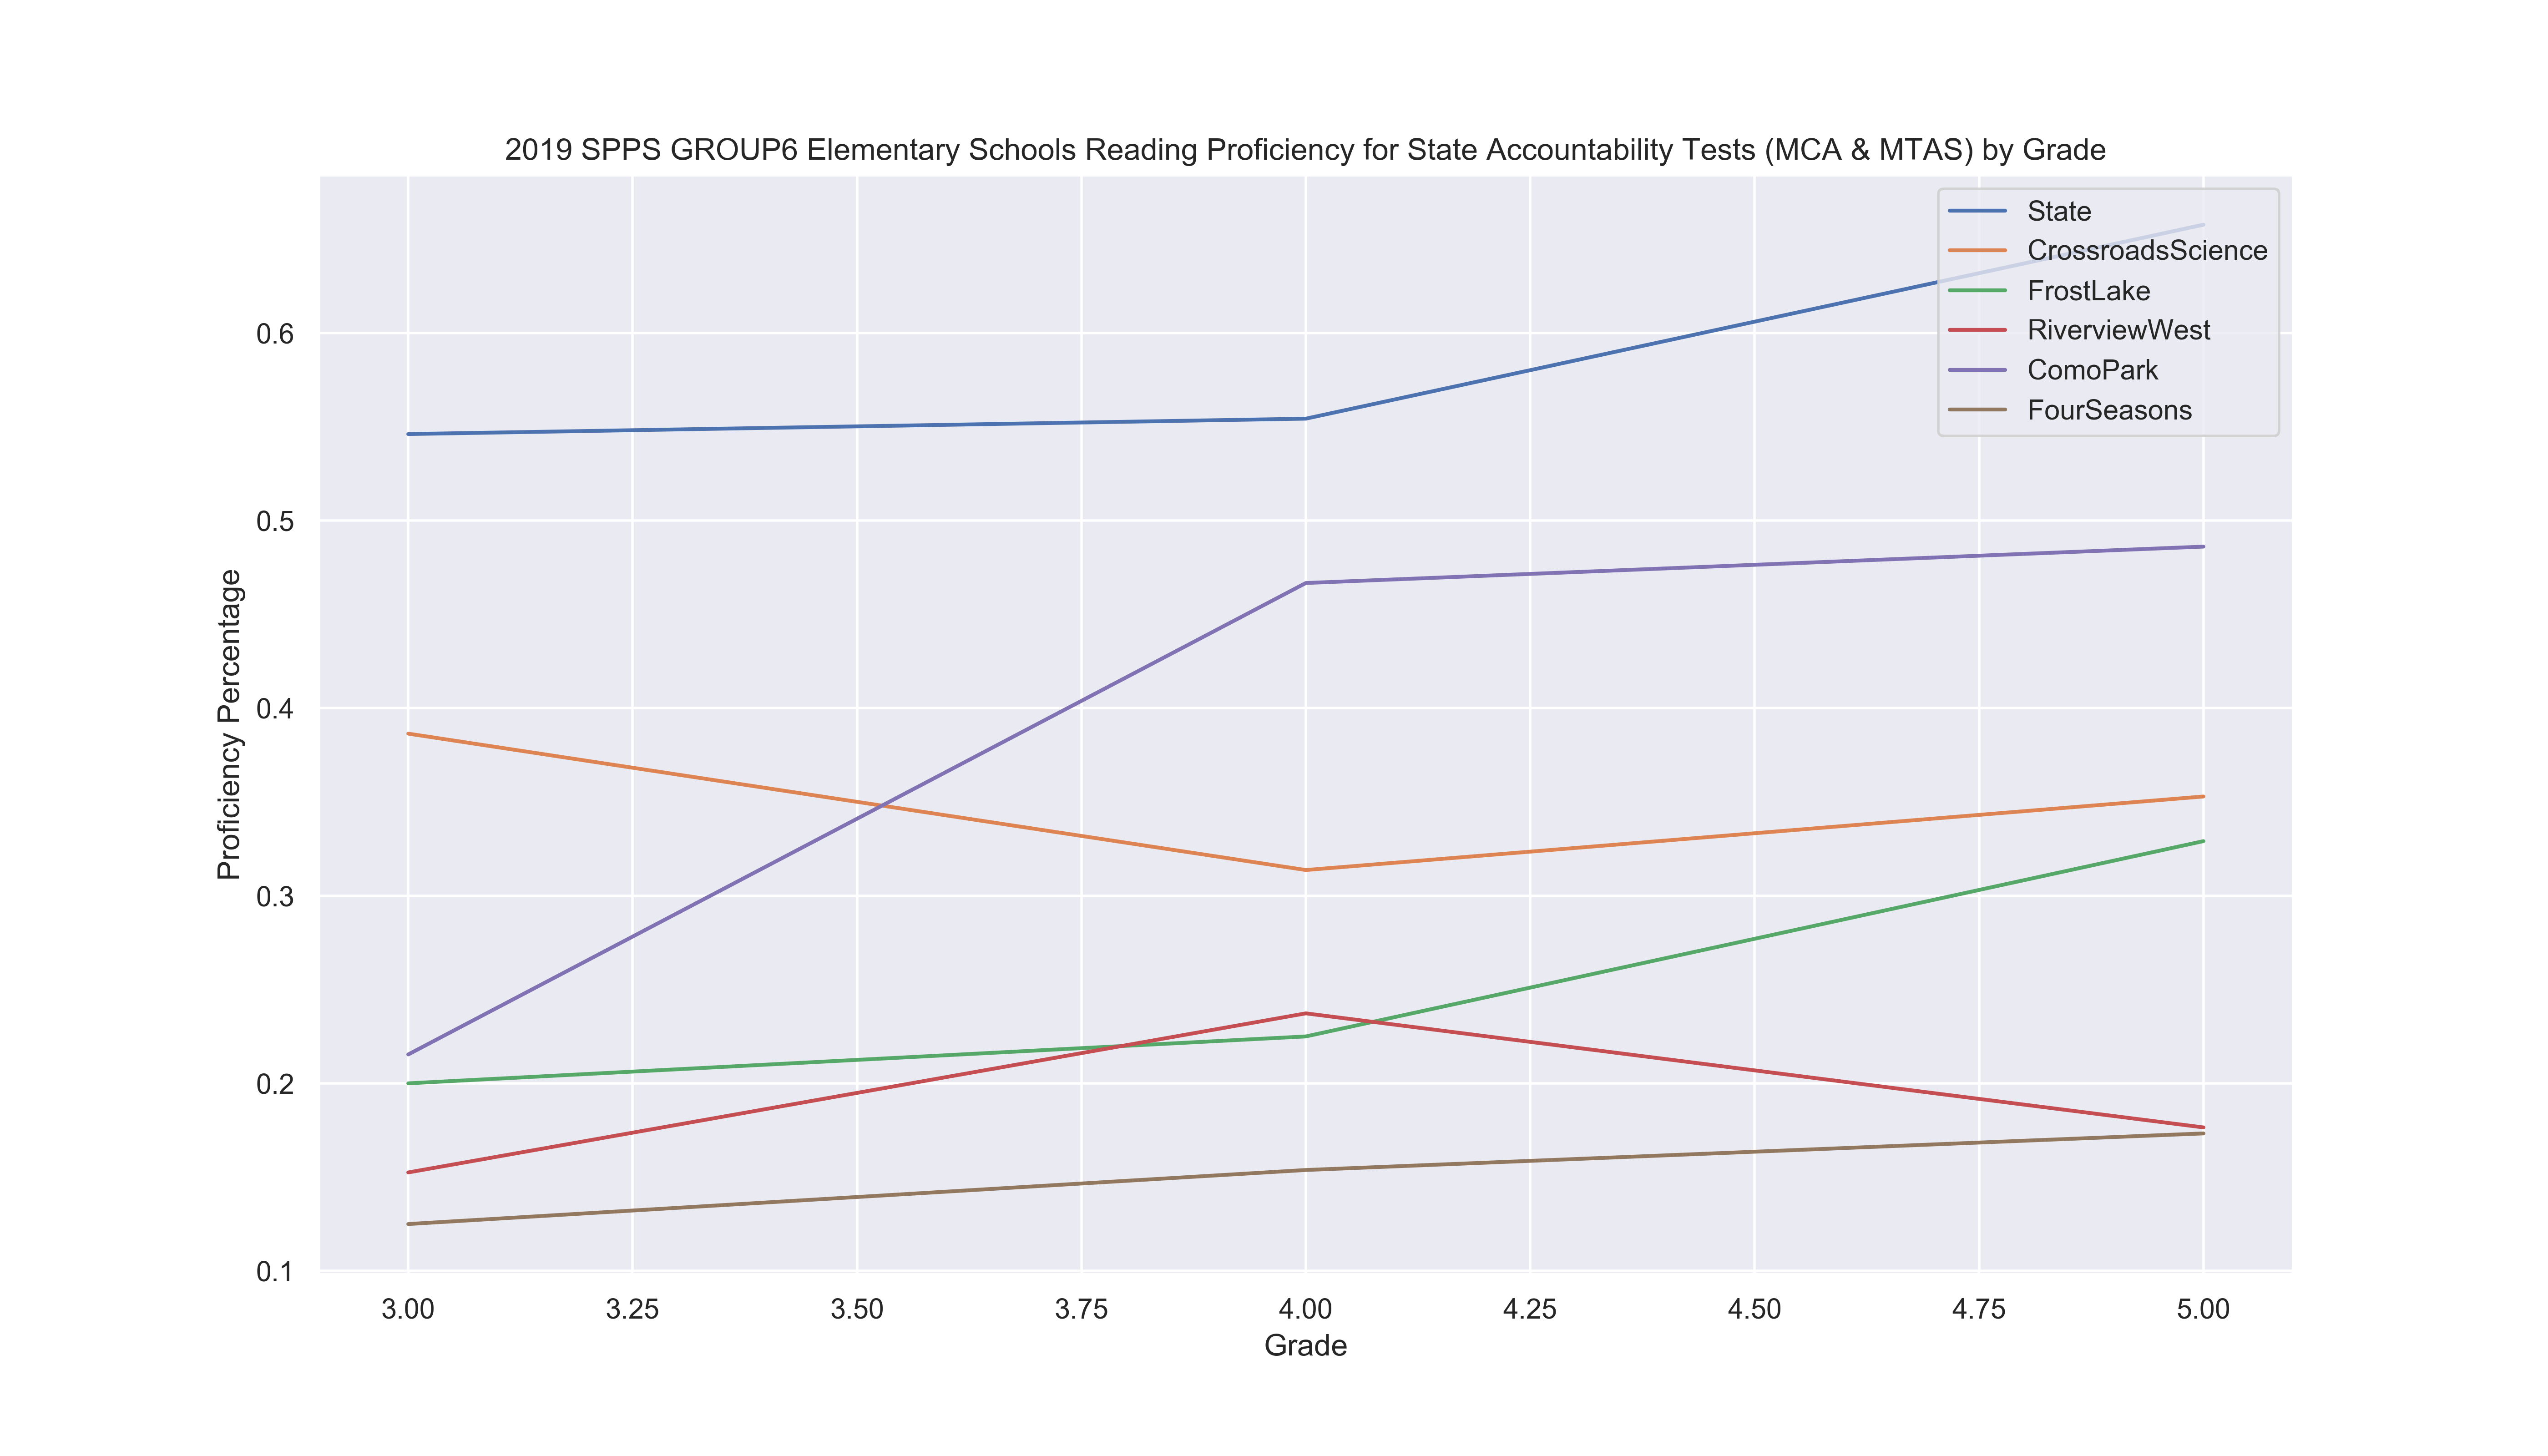 2019 SPPS GROUP6 Elementary Schools Reading Proficiency for State Accountability Tests (MCA & MTAS) by Grade
State
CrossroadsScience
FrostLake
RiverviewWest
ComoPark
FourSeasons
Proficiency Percentage
0.6
0.5
0.4
0.3
0.2
0.1
3.00 3.25 3.50 3.75 4.00 4.25 4.50 4.75 5.00
Grade